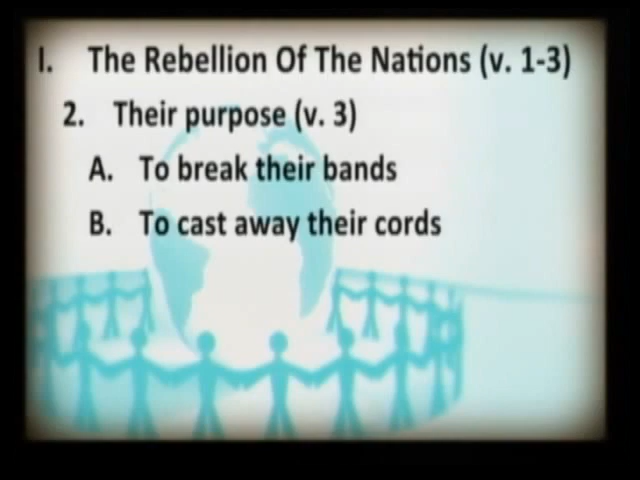 I. The Rebellion Of The Nations (v. 1-3)
2. Their purpose (v. 3)
A. To break their bands
B. To cast away their cords